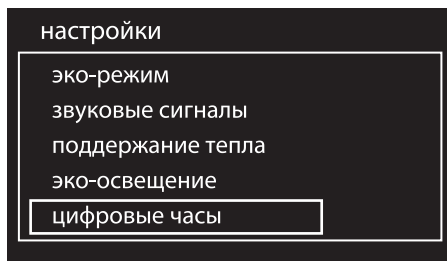 настройки
эко-режим
звуковые сигналы
поддержание тепла
эко-освещение
цифровые часы